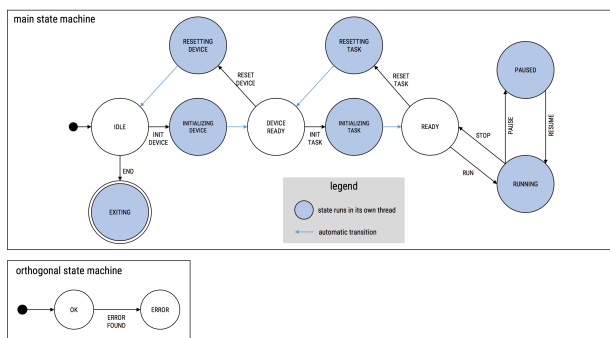 main state machine
RESETTING
DEVICE
RESETTING
TASK
PAUSED
RESET
DEVICE
RESET
TASK
IDLE
INIT
DEVICE
INITIALIZING
DEVICE
DEVICE
READY
INIT
TASK
INITIALIZING
TASK
READY
STOP
RUN
PAUSE
RESUME
RUNNING
END
EXITING
legend
state runs in its own thread
automatic transition
orthogonal state machine
OK
ERROR
FOUND
ERROR